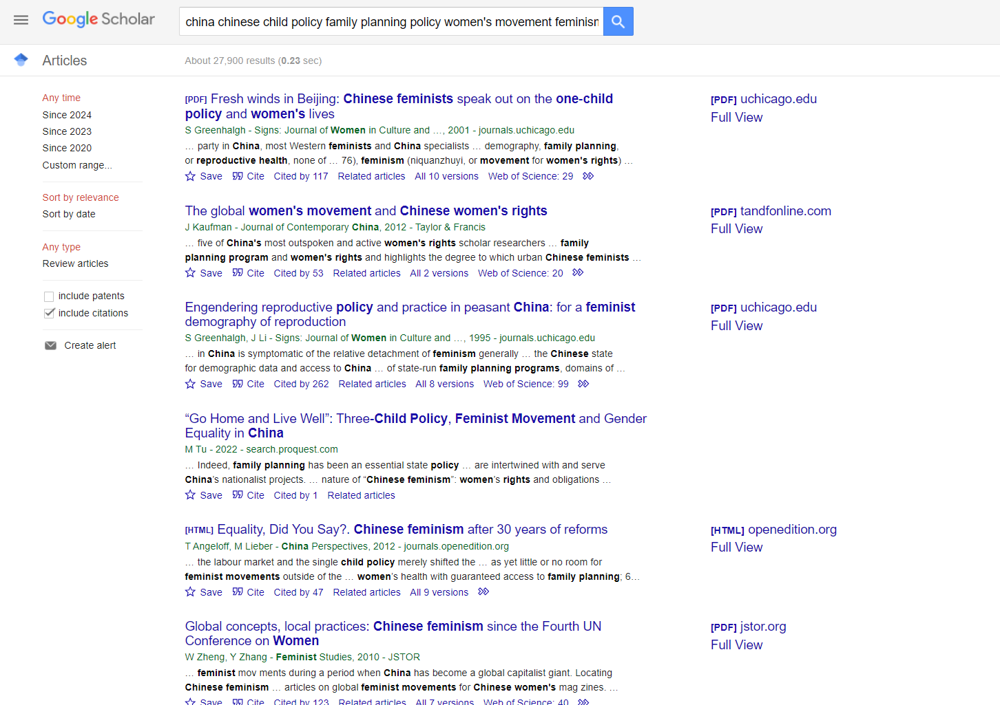 Google Scholar
china chinese child policy family planning policy women's movement feminism
Articles
About 27,900 results (0.23 sec)
Any time
Since 2024
Since 2023
Since 2020
Custom range...
Sort by relevance
Sort by date
Any type
Review articles
include patents
include citations
Create alert
[PDF] Fresh winds in Beijing: Chinese feminists speak out on the one-child
policy and women's lives
S Greenhalgh - Signs: Journal of Women in Culture and …, 2001 - journals.uchicago.edu
… party in China, most Western feminists and China specialists … demography, family planning,
or reproductive health, none of … 76), feminism (niquanzhuyi, or movement for women's rights) …
Save Cite Cited by 117 Related articles All 10 versions Web of Science: 29
[PDF] uchicago.edu
Full View
The global women's movement and Chinese women's rights
J Kaufman - Journal of Contemporary China, 2012 - Taylor & Francis
… five of China's most outspoken and active women's rights scholar researchers … family
planning program and women's rights and highlights the degree to which urban Chinese feminists …
Save Cite Cited by 53 Related articles All 2 versions Web of Science: 20
[PDF] tandfonline.com
Full View
Engendering reproductive policy and practice in peasant China: for a feminist
demography of reproduction
S Greenhalgh, J Li - Signs: Journal of Women in Culture and …, 1995 - journals.uchicago.edu
… in China is symptomatic of the relative detachment of feminism generally … the Chinese state
for demographic data and access to China … of state-run family planning programs, domains of …
Save Cite Cited by 262 Related articles All 8 versions Web of Science: 99
[PDF] uchicago.edu
Full View
“Go Home and Live Well”: Three-Child Policy, Feminist Movement and Gender
Equality in China
M Tu - 2022 - search.proquest.com
… Indeed, family planning has been an essential state policy … are intertwined with and serve
China’s nationalist projects. … nature of “Chinese feminism”: women’s rights and obligations …
Save Cite Cited by 1 Related articles
[HTML] Equality, Did You Say?. Chinese feminism after 30 years of reforms
T Angeloff, M Lieber - China Perspectives, 2012 - journals.openedition.org
… the labour market and the single child policy merely shifted the … as yet little or no room for
feminist movements outside of the … women’s health with guaranteed access to family planning; 6…
Save Cite Cited by 47 Related articles All 9 versions
[HTML] openedition.org
Full View
Global concepts, local practices: Chinese feminism since the Fourth UN
Conference on Women
W Zheng, Y Zhang - Feminist Studies, 2010 - JSTOR
… feminist mov ments during a period when China has become a global capitalist giant. Locating
Chinese feminism … articles on global feminist movements for Chinese women's mag zines. …
Save Cite Cited by 123 Related articles All 7 versions Web of Science: 40
[PDF] jstor.org
Full View